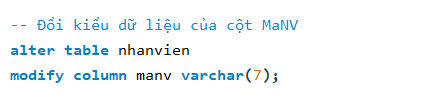 -- Đổi kiểu dữ liệu của cột MaNV
alter table nhanvien
modify column manv varchar(7);